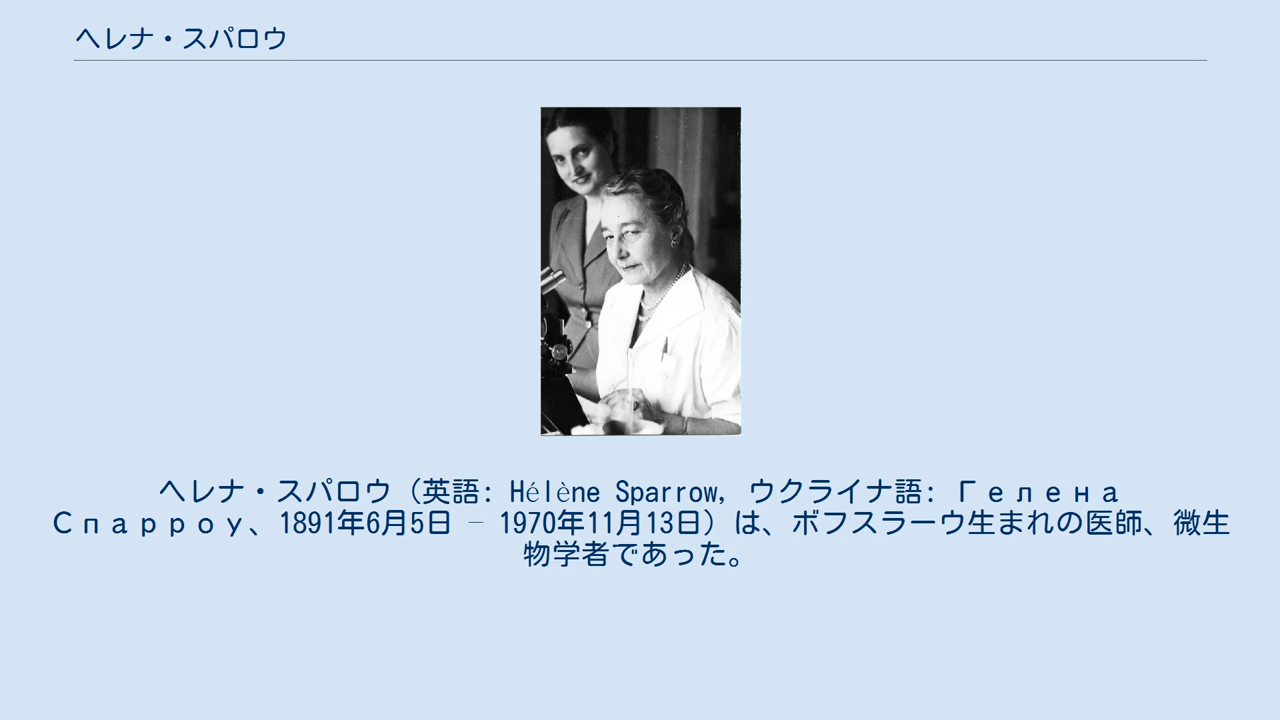 ヘレナ・スパロウ
ヘレナ・スパロウ（英語: Hélène Sparrow, ウクライナ語: Гелена
Спарроу、1891年6月5日 – 1970年11月13日）は、ボフスラーウ生まれの医師、微生
物学者であった。